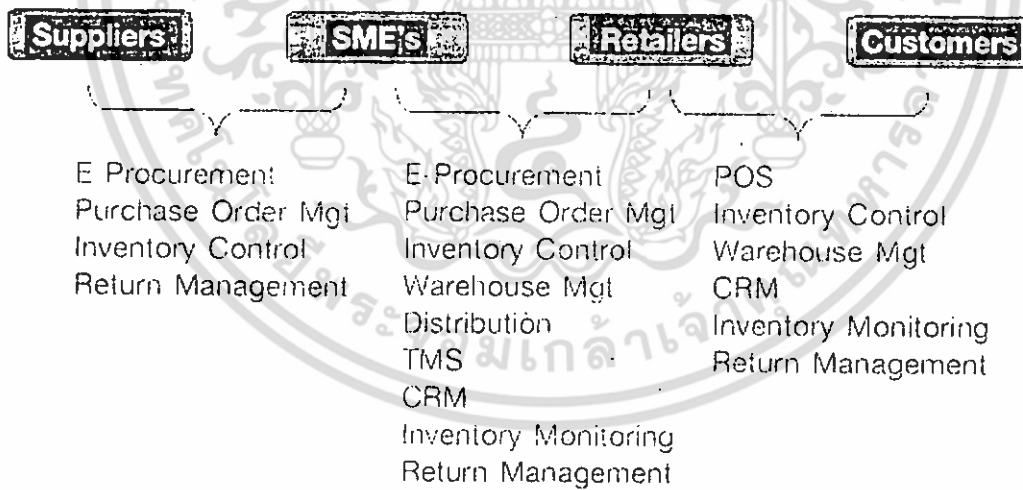 Suppliers
SME's
Retailers
Customers
E Procurement
Purchase Order Mgt
Inventory Control
Return Management
E-Procurement
Purchase Order Mgt
Inventory Control
Warehouse Mgt
Distribution
TMS
CRM
Inventory Monitoring
Return Management
POS
Inventory Control
Warehouse Mgt
CRM
Inventory Monitoring
Return Management